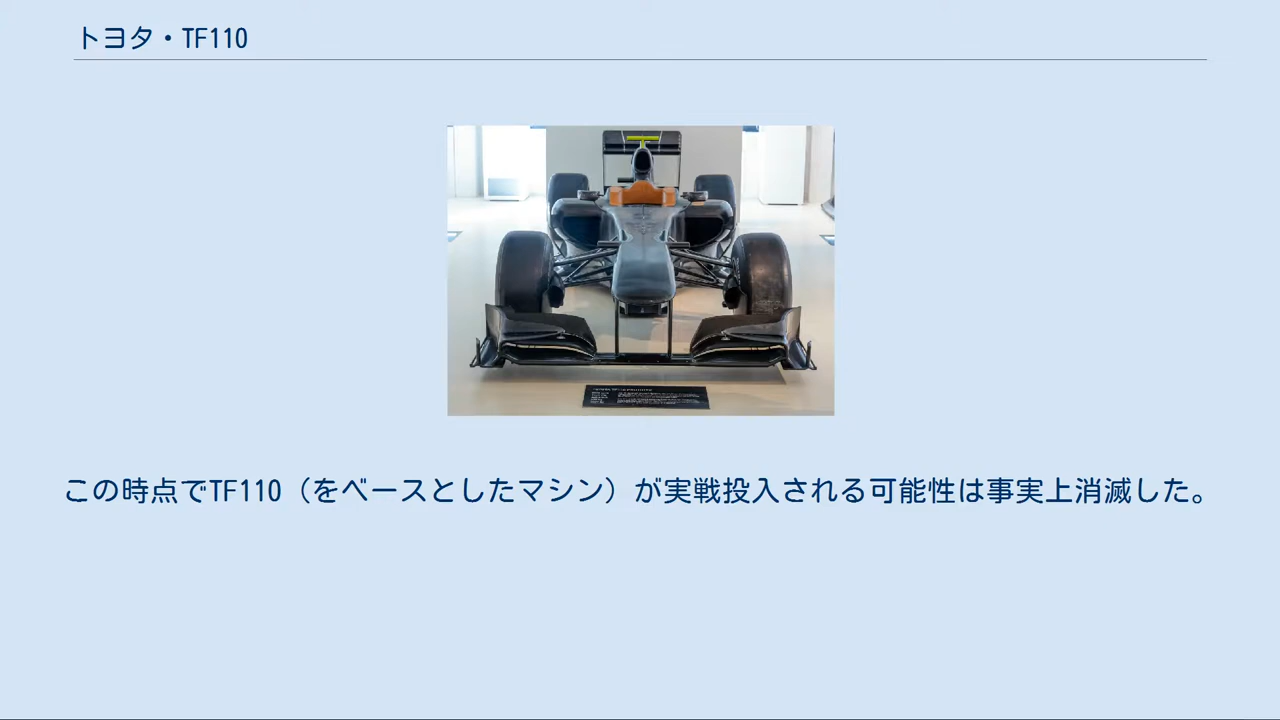 トヨタ・TF110
この時点でTF110（をベースとしたマシン）が実戦投入される可能性は事実上消滅した。